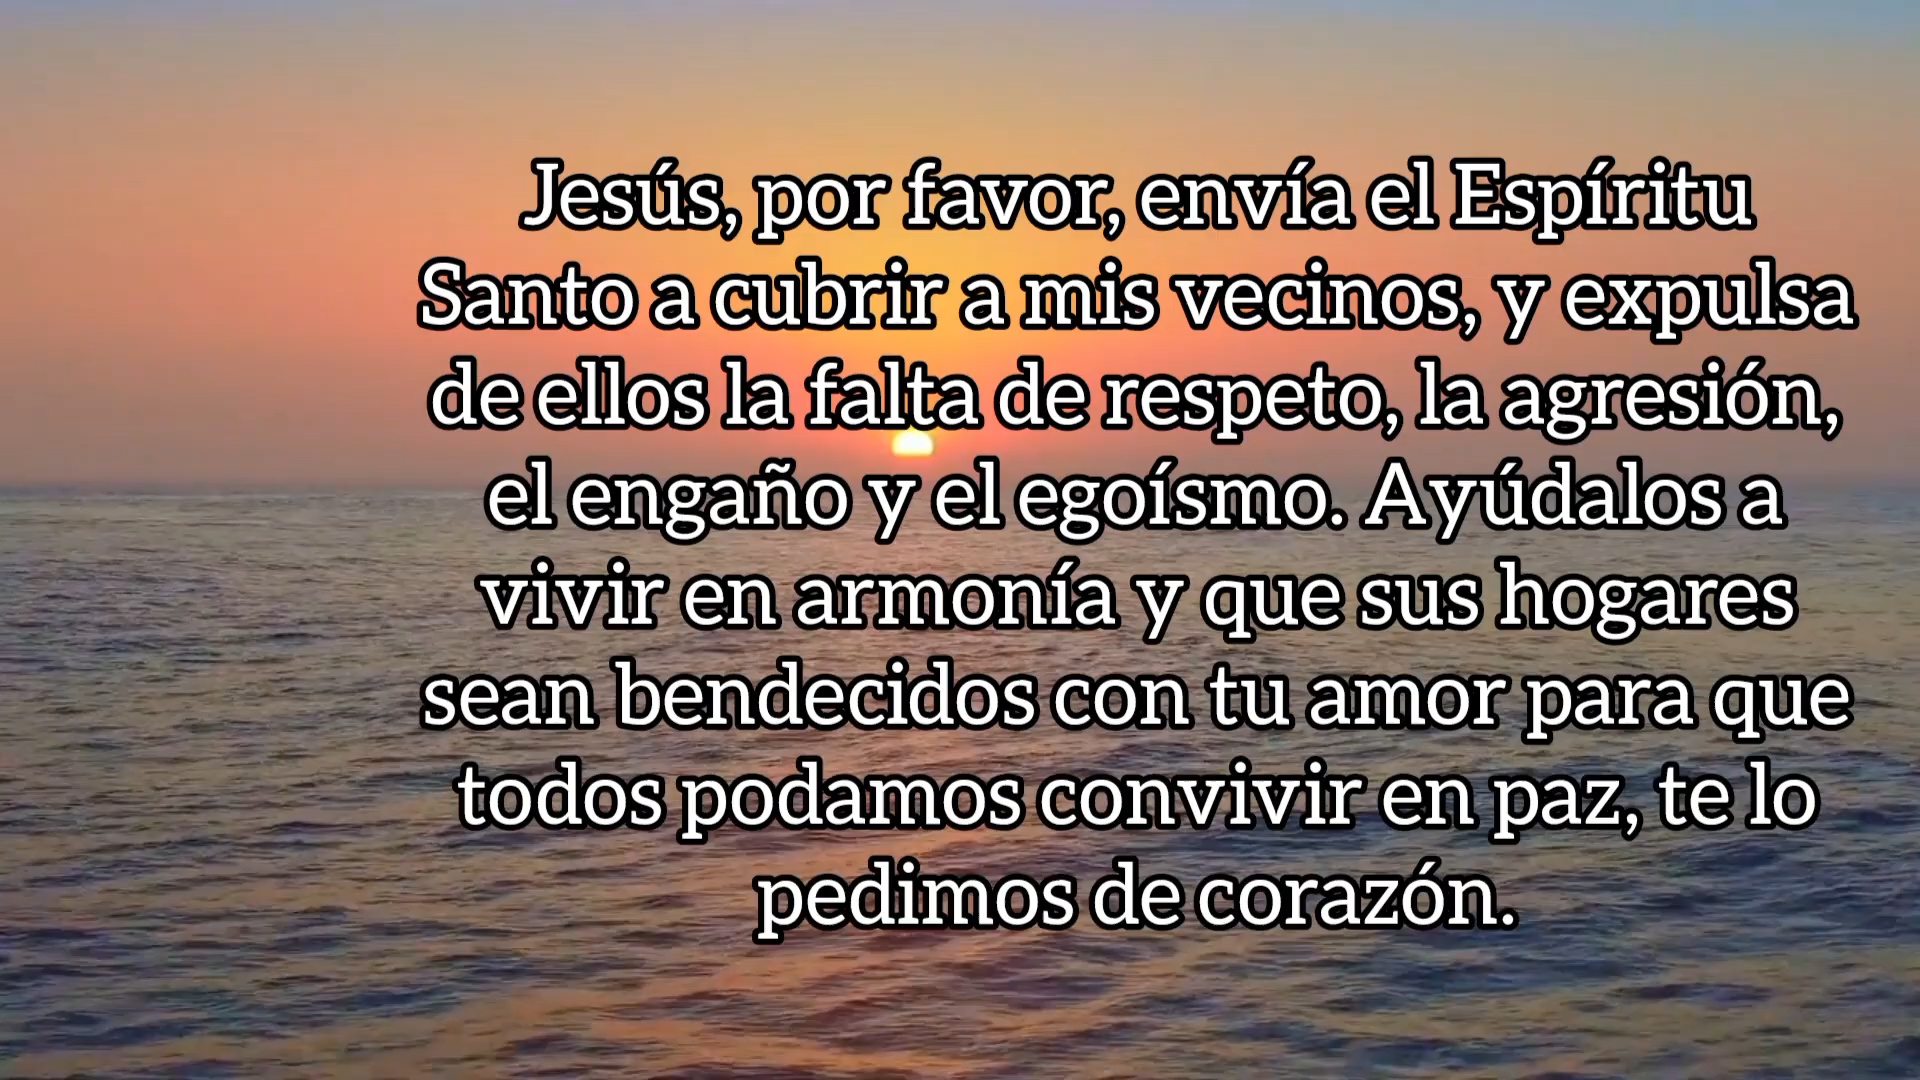 Jesús, por favor, envía el Espíritu
Santo a cubrir a mis vecinos, y expulsa
de ellos la falta de respeto, la agresión,
el engaño y el egoísmo. Ayúdalos a
vivir en armonía y que sus hogares
sean bendecidos con tu amor para que
todos podamos convivir en paz, te lo
pedimos de corazón.